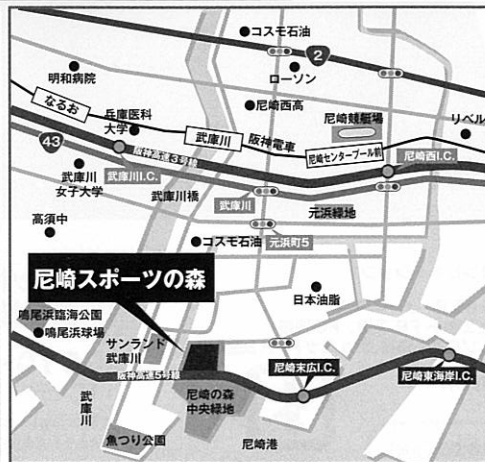 コスモ石油
2
明和病院
ローソン
なるお
兵庫医科
大学
尼崎西高
尼崎競艇場
リベル
43
武庫川
阪神電車
尼崎センタープール前
阪神高速3号線
尼崎西I.C.
武庫川
女子大学
武庫川I.C.
武庫川橋
武庫川
元浜緑地
高須中
コスモ石油
元浜町5
尼崎スポーツの森
日本油脂
鳴尾浜臨海公園
鳴尾浜球場
サンランド
武庫川
阪神高速5号線
尼崎末広I.C.
尼崎東海岸I.C.
武庫川
尼崎の森
中央緑地
魚つり公園
尼崎港